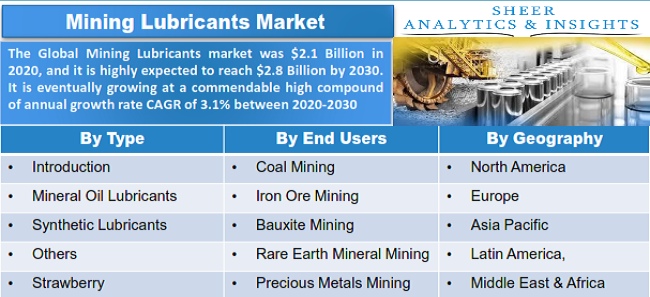 Mining Lubricants Market
SHEER
ANALYTICS & INSIGHTS
The Global Mining Lubricants market was $2.1 Billion in
2020, and it is highly expected to reach $2.8 Billion by 2030.
It is eventually growing at a commendable high compound
of annual growth rate CAGR of 3.1% between 2020-2030
By Type By End Users By Geography
• Introduction • Coal Mining • North America
• Mineral Oil Lubricants • Iron Ore Mining • Europe
• Synthetic Lubricants • Bauxite Mining • Asia Pacific
• Others • Rare Earth Mineral Mining • Latin America,
• Strawberry • Precious Metals Mining • Middle East & Africa